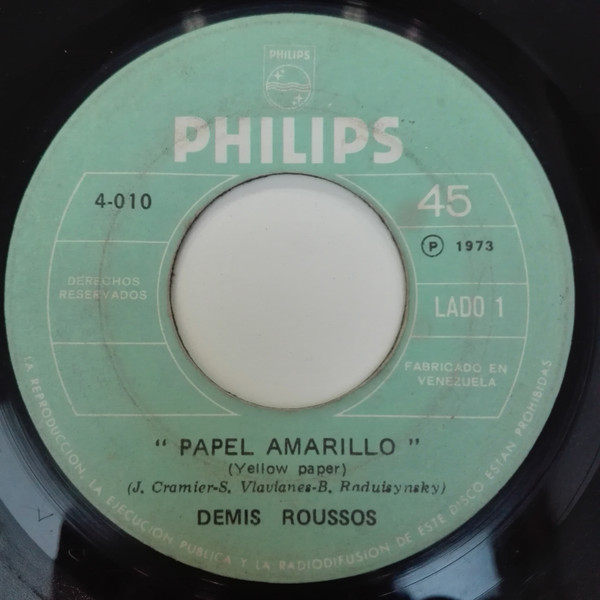 PHILIPS
PHILIPS
4-010
45
Ⓟ 1973
DERECHOS
RESERVADOS
LADO 1
FABRICADO EN
VENEZUELA
" PAPEL AMARILLO "
(Yellow paper)
(J, Cramier-S, Vlavianes-B, Raduisynsky)
DEMIS ROUSSOS
LA REPRODUCCION, LA EJECUCION PUBLICA Y LA RADIODIFUSION DE ESTE DISCO ESTAN PROHIBIDAS